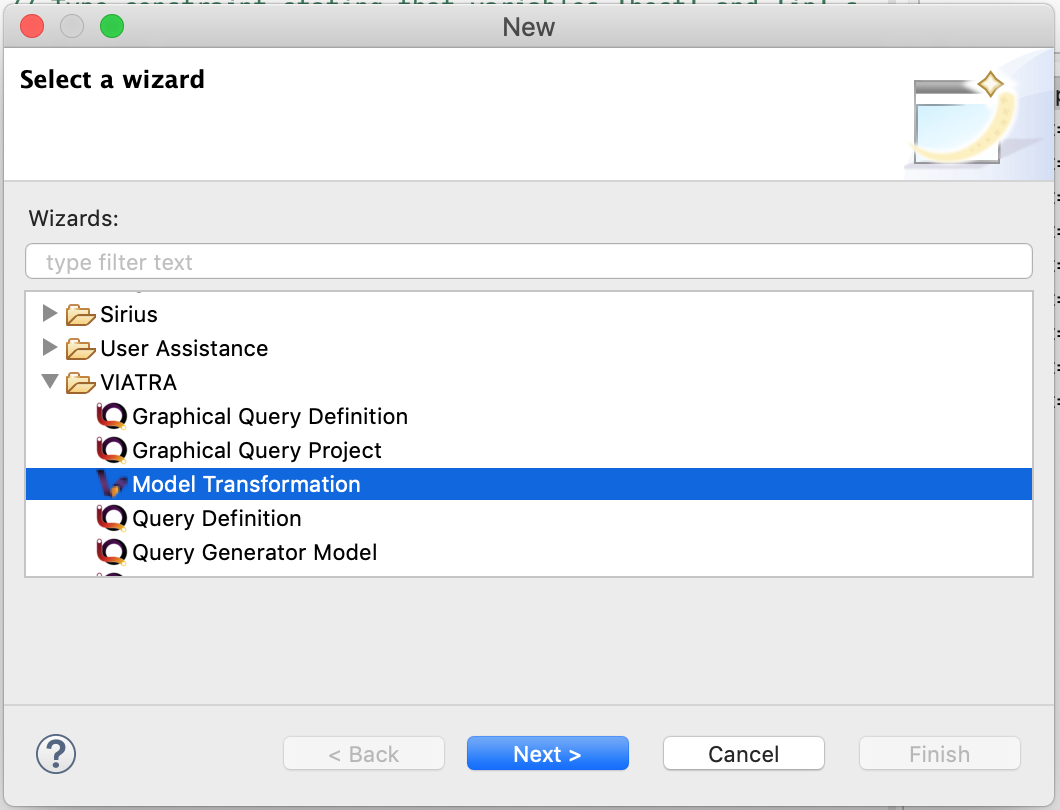 New
Select a wizard
Wizards:
type filter text
Sirius
User Assistance
VIATRA
Graphical Query Definition
Graphical Query Project
Model Transformation
Query Definition
Query Generator Model
?
< Back
Next >
Cancel
Finish